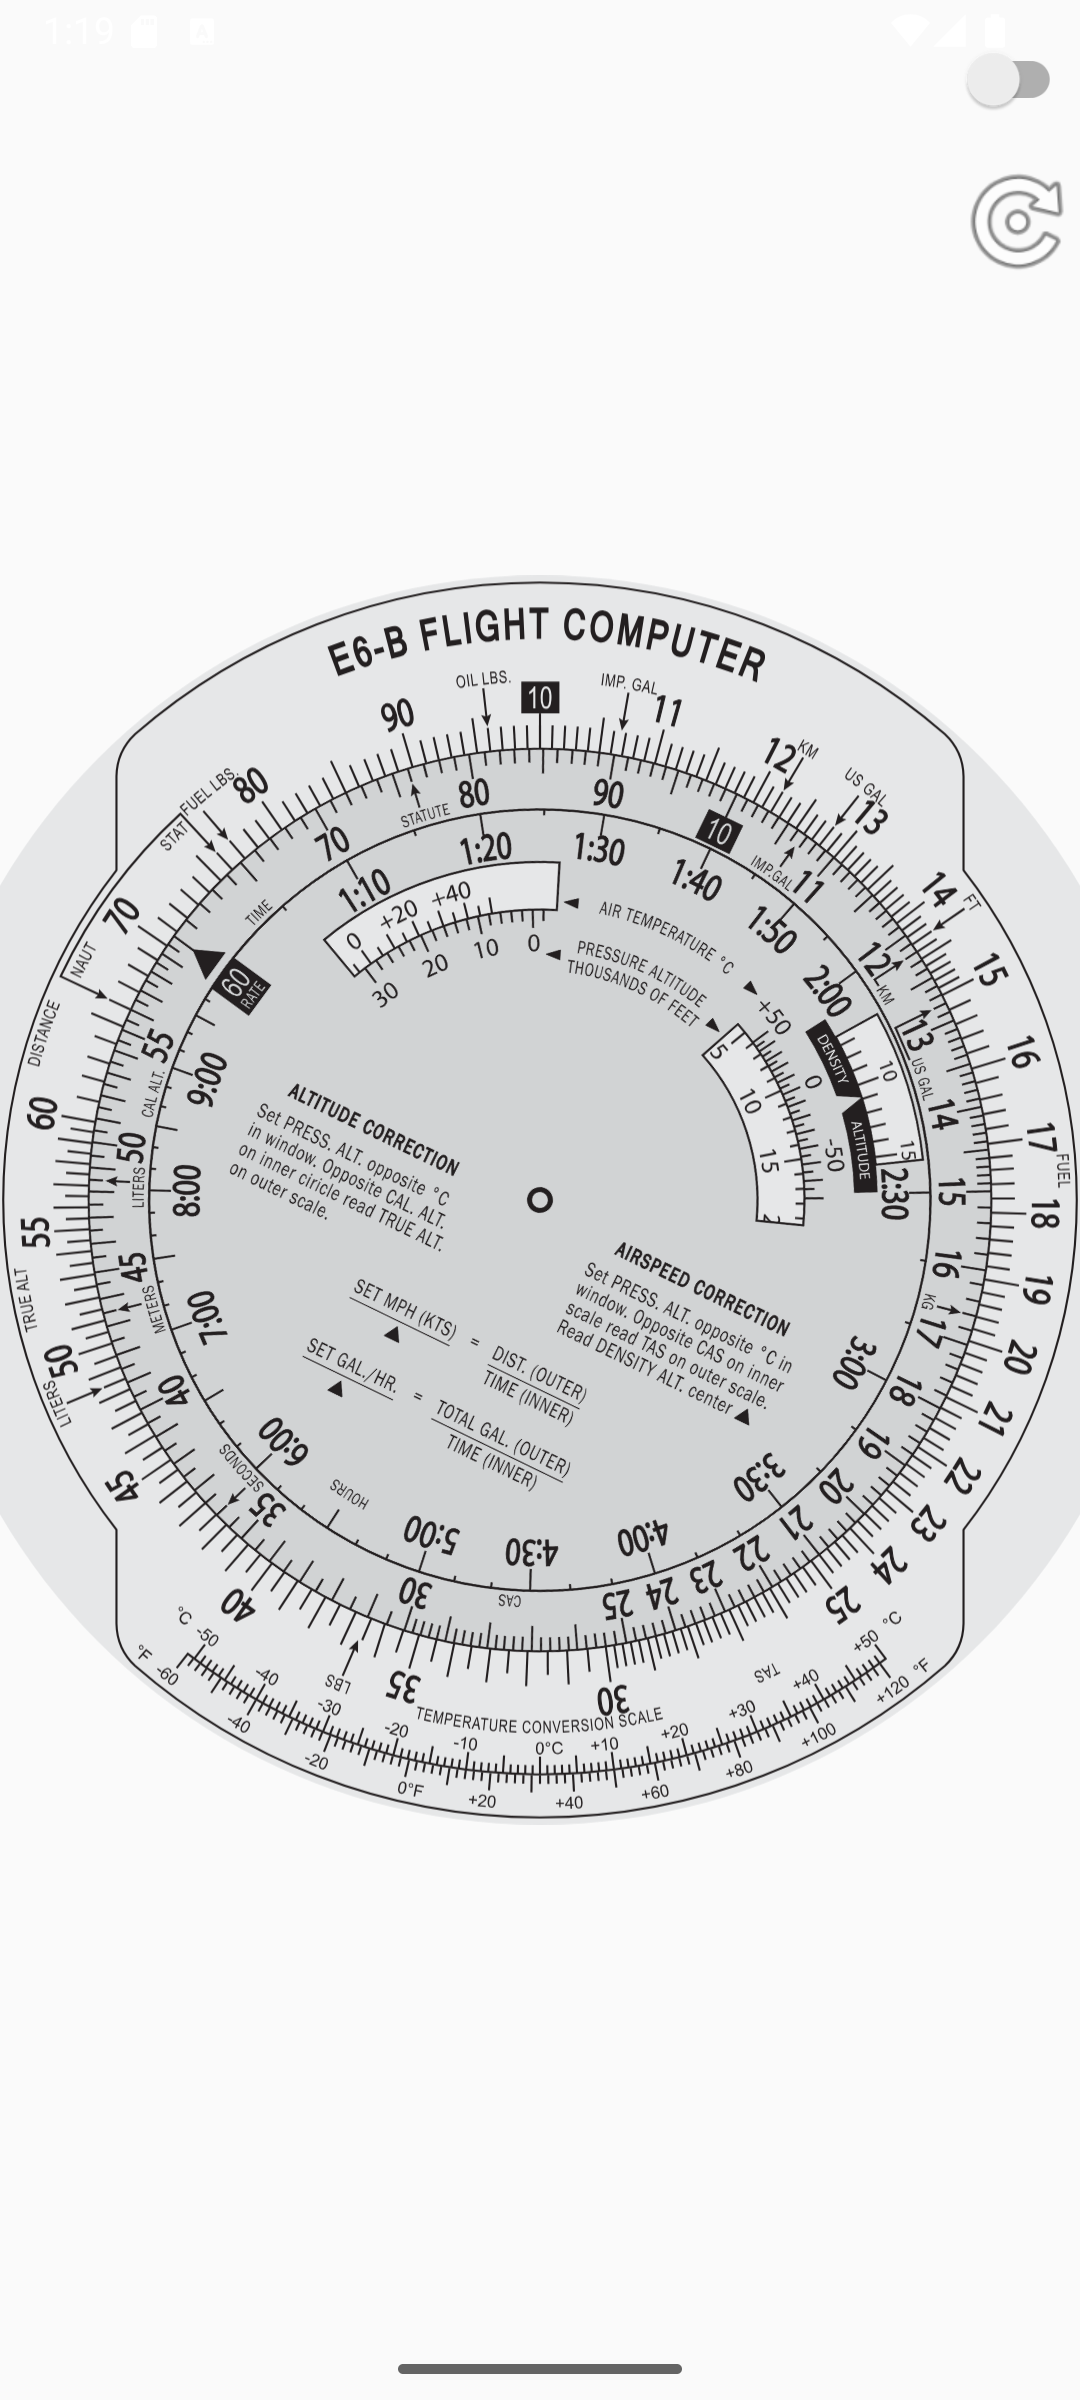 1:19
E6-B FLIGHT COMPUTER
OIL LBS.
10
IMP. GAL
11
12
KM
US GAL
13
14
FT
15
16
17
FUEL
18
19
20
21
22
23
24
25
TAS
30
35
LBS
40
45
LITERS
50
TRUE ALT
55
60
DISTANCE
NAUT
70
STAT
FUEL LBS.
80
90
STATUTE
80
90
10
IMP.GAL
11
12
KM
13
US GAL
14
15
16
KG
17
18
19
20
21
22
23
24
25
CAS
30
35
SECONDS
40
METERS
45
LITERS
50
CAL ALT.
55
60
RATE
TIME
70
1:10
1:20
1:30
1:40
1:50
2:00
2:30
3:00
3:30
4:00
4:30
5:00
HOURS
6:00
7:00
8:00
9:00
0
+20
+40
30
20
10
0
AIR TEMPERATURE °C
PRESSURE ALTITUDE
THOUSANDS OF FEET
+50
0
-50
5
10
15
DENSITY
ALTITUDE
10
15
ALTITUDE CORRECTION
Set PRESS. ALT. opposite °C
in window. Opposite CAL. ALT.
on inner ciricle read TRUE ALT.
on outer scale.
AIRSPEED CORRECTION
Set PRESS. ALT. opposite °C in
window. Opposite CAS on inner
scale read TAS on outer scale.
Read DENSITY ALT. center
SET MPH (KTS)
=
DIST. (OUTER)
TIME (INNER)
SET GAL./HR.
=
TOTAL GAL. (OUTER)
TIME (INNER)
TEMPERATURE CONVERSION SCALE
°C
-50
-40
-30
-20
-10
0°C
+10
+20
+30
+40
+50
°C
°F
-60
-40
-20
0°F
+20
+40
+60
+80
+100
+120
°F